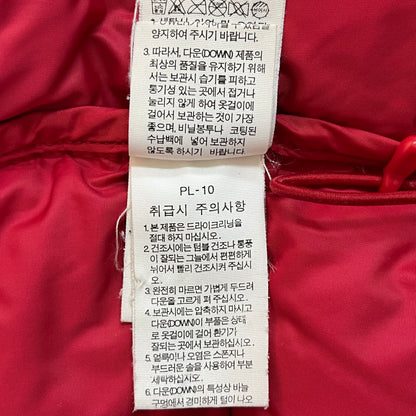 양지하여 주시기 바랍니다.
3. 따라서, 다운(DOWN) 제품의
최상의 품질을 유지하기 위해
서는 보관시 습기를 피하고
통기성 있는 곳에서 접거나
눌리지 않게 하여 옷걸이에
걸어서 보관하는 것이 가장
좋으며, 비닐봉투나 코팅된
수납백에 넣어 보관하지
않도록하시기 바랍니다.
PL-10
취급시 주의사항
1. 본 제품은 드라이크리닝을
절대 하지 마십시오.
2. 건조시에는 텀블 건조나 통풍
이 잘되는 그늘에서 편편하게
뉘어서 빨리 건조시켜 주십시
오.
3. 완전히 마르면 가볍게 두드려
다운을 고르게 펴 주십시오.
4. 보관시에는 압축하지 마시고
다운(DOWN)이 부풀은 상태
로 옷걸이에 걸어 환기가
잘되는 곳에서 보관하십시오.
5. 얼룩이나 오염은 스폰지나
부드러운 솔을 사용하여 부분
세탁하십시오.
6. 다운(DOWN)의 특성상 바늘
구멍에서 경미하게 털이 나오